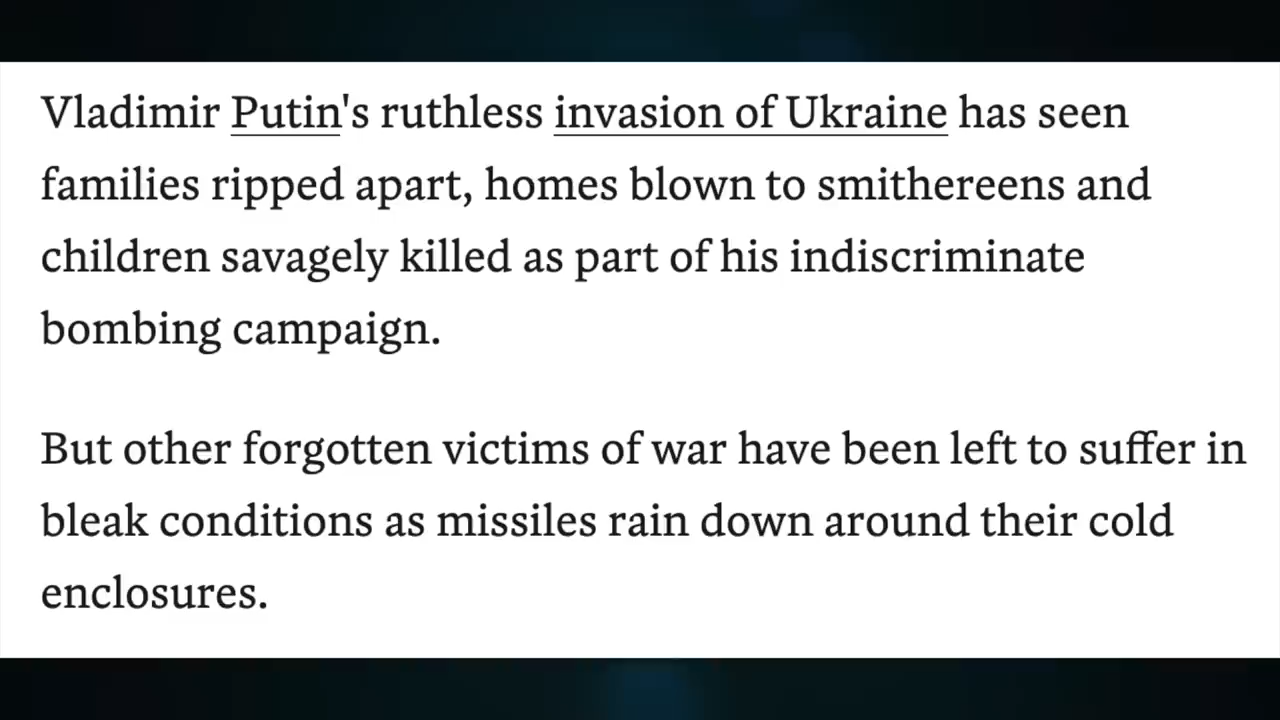 Vladimir Putin's ruthless invasion of Ukraine has seen
families ripped apart, homes blown to smithereens and
children savagely killed as part of his indiscriminate
bombing campaign.
But other forgotten victims of war have been left to suffer in
bleak conditions as missiles rain down around their cold
enclosures.